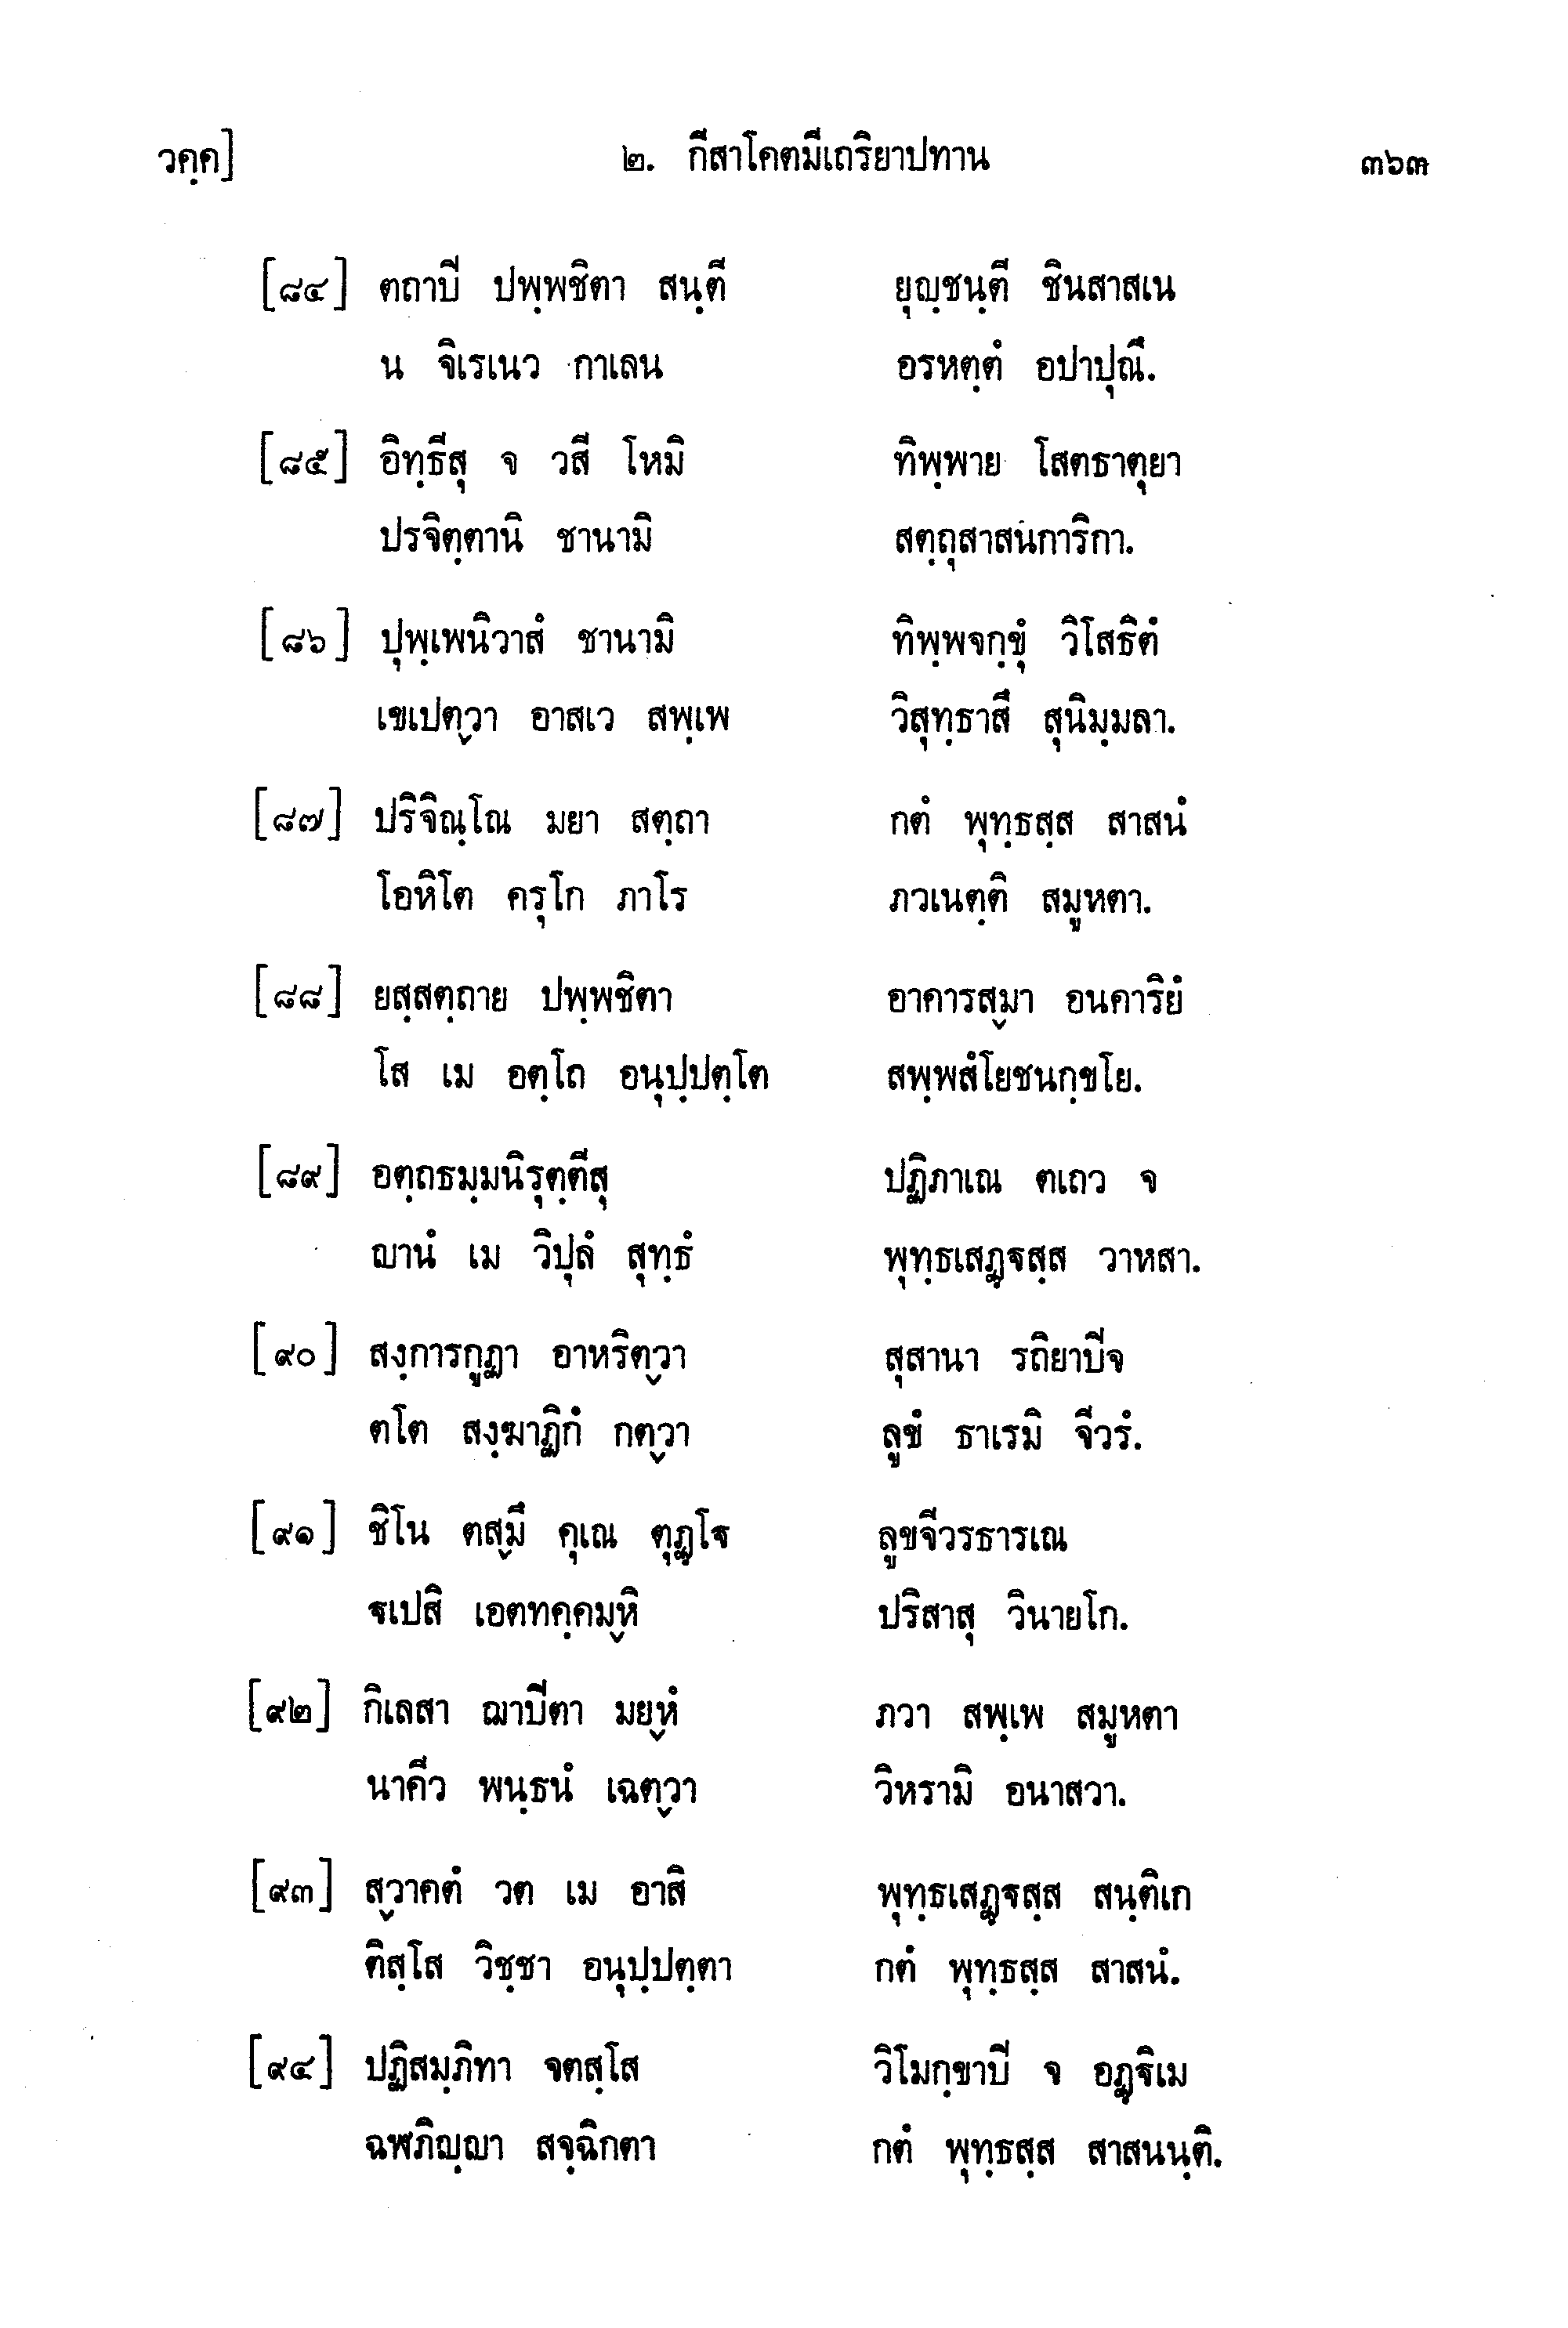 วคฺค] ๒. กีสาโคตมีเถริยาปทาน ๓๖๓
[๘๔] ตถาปิ ปพฺพชิตา สนฺตี ยุญฺชนฺตี ชินสาสเน
น จิเรเนว กาเลน อรหตฺตํ อปาปุณึ.
[๘๕] อิทฺธีสุ จ วสี โหมิ ทิพฺพาย โสตธาตุยา
ปรจิตฺตานิ ชานามิ สตฺถุสาสนการิกา.
[๘๖] ปุพฺเพนิวาสํ ชานามิ ทิพฺพจกฺขุํ วิโสธิตํ
เขเปตฺวา อาสเว สพฺเพ วิสุทฺธาสึ สุนิมฺมลา.
[๘๗] ปริจิณฺโณ มยา สตฺถา กตํ พุทฺธสฺส สาสนํ
โอหิโต ครุโก ภาโร ภวเนตฺติ สมูหตา.
[๘๘] ยสฺสตฺถาย ปพฺพชิตา อาคารสฺมา อนคาริยํ
โส เม อตฺโถ อนุปฺปตฺโต สพฺพสํโยชนกฺขโย.
[๘๙] อตฺถธมฺมนิรุตฺตีสุ ปฏิภาเณ ตเถว จ
ญานํ เม วิปุลํ สุทฺธํ พุทฺธเสฏฺฐสฺส วาหสา.
[๙๐] สงฺการกูฏา อาหริตฺวา สุสานา รถิยาปิจ
ตโต สงฺฆาฏิกํ กตฺวา ลูขํ ธาเรมิ จีวรํ.
[๙๑] ชิโน ตสฺมึ คุเณ ตุฏฺโฐ ลูขจีวรธารเณ
ฐเปสิ เอตทคฺคมฺหิ ปริสาสุ วินายโก.
[๙๒] กิเลสา ฌาปิตา มยฺหํ ภวา สพฺเพ สมูหตา
นาคีว พนฺธนํ เฉตฺวา วิหรามิ อนาสวา.
[๙๓] สฺวาคตํ วต เม อาสิ พุทฺธเสฏฺฐสฺส สนฺติเก
ติสฺโส วิชฺชา อนุปฺปตฺตา กตํ พุทฺธสฺส สาสนํ.
[๙๔] ปฏิสมฺภิทา จตสฺโส วิโมกฺขาปิ จ อฏฺฐิเม
ฉฬภิญฺญา สจฺฉิกตา กตํ พุทฺธสฺส สาสนนฺติ.